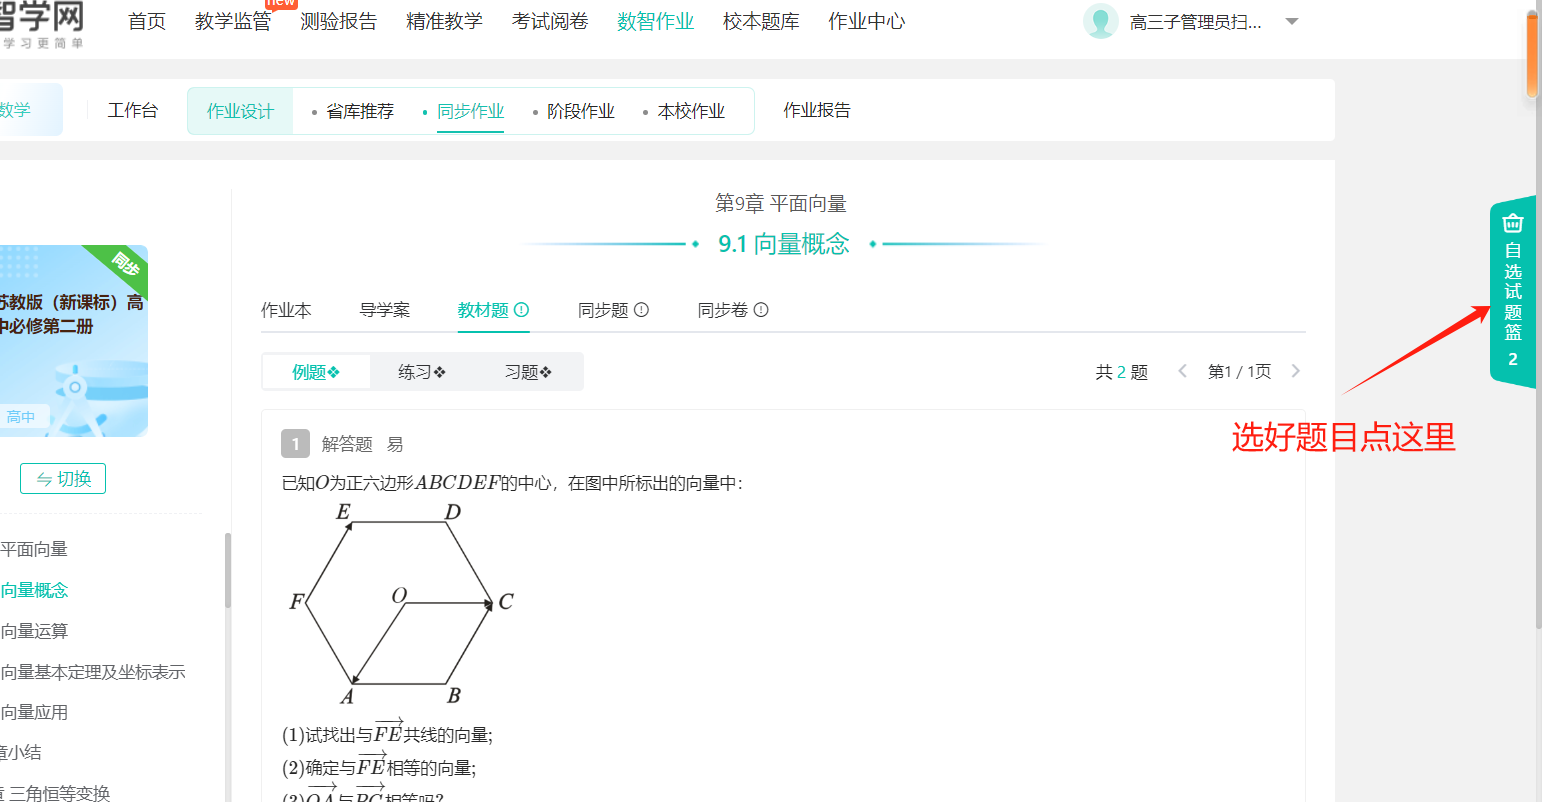 智学网
学习更简单
首页 教学监管 new 测验报告 精准教学 考试阅卷 数智作业 校本题库 作业中心
高三子管理员扫...
数学 工作台 作业设计 省库推荐 同步作业 阶段作业 本校作业 作业报告
第9章 平面向量
9.1 向量概念
同步
苏教版（新课标）高
中必修第二册
高中
切换
平面向量
向量概念
向量运算
向量基本定理及坐标表示
向量应用
章小结
章 三角恒等变换
作业本 导学案 教材题 同步题 同步卷
例题❖ 练习❖ 习题❖
共 2 题 第1 / 1页
1 解答题 易
已知O为正六边形ABCDEF的中心，在图中所标出的向量中：
E D
F O C
A B
(1)试找出与FE共线的向量;
(2)确定与FE相等的向量;
(3)OA与BC相等吗?
自选试题篮
2
选好题目点这里